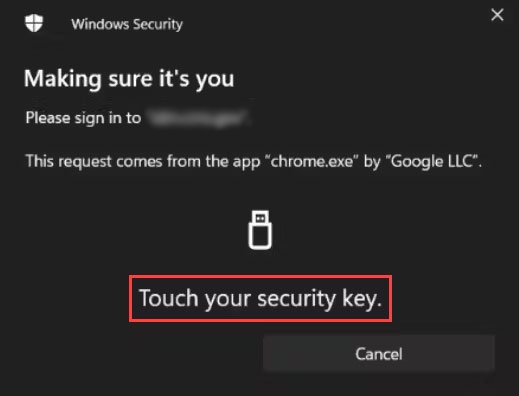 Windows Security
Making sure it's you
Please sign in to
This request comes from the app “chrome.exe” by “Google LLC”.
Touch your security key.
Cancel